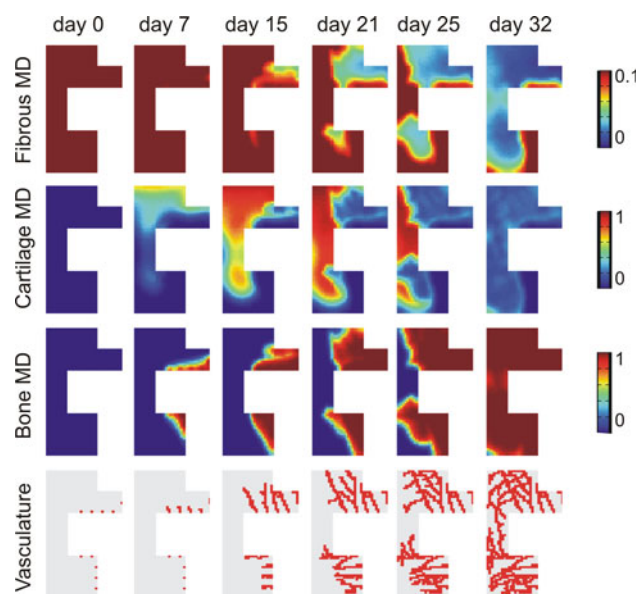 day 0 day 7 day 15 day 21 day 25 day 32
Fibrous MD
0.1
0
Cartilage MD
1
0
Bone MD
1
0
Vasculature